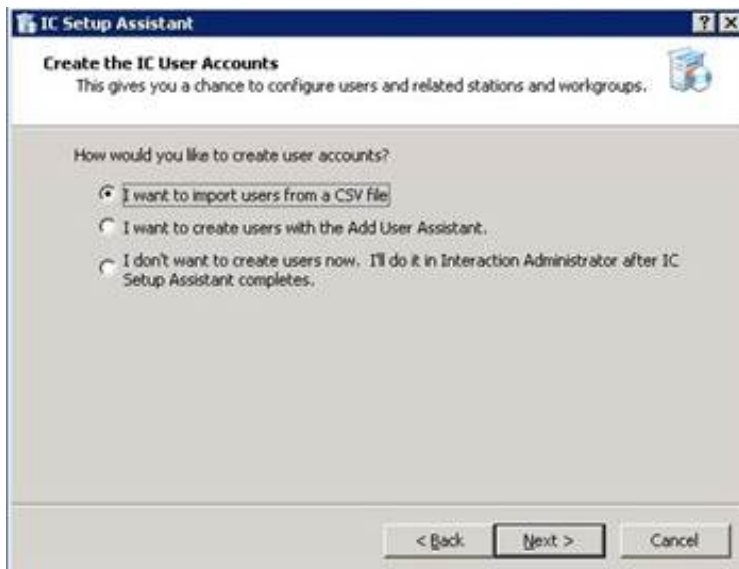 IC Setup Assistant
Create the IC User Accounts
This gives you a chance to configure users and related stations and workgroups.
How would you like to create user accounts?
I want to import users from a CSV file
I want to create users with the Add User Assistant.
I don't want to create users now. I'll do it in Interaction Administrator after IC
Setup Assistant completes.
< Back Next > Cancel